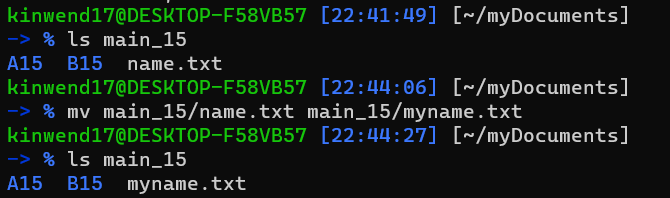 kinwend17@DESKTOP-F58VB57 [22:41:49] [~/myDocuments]
-> % ls main_15
A15  B15  name.txt
kinwend17@DESKTOP-F58VB57 [22:44:06] [~/myDocuments]
-> % mv main_15/name.txt main_15/myname.txt
kinwend17@DESKTOP-F58VB57 [22:44:27] [~/myDocuments]
-> % ls main_15
A15  B15  myname.txt